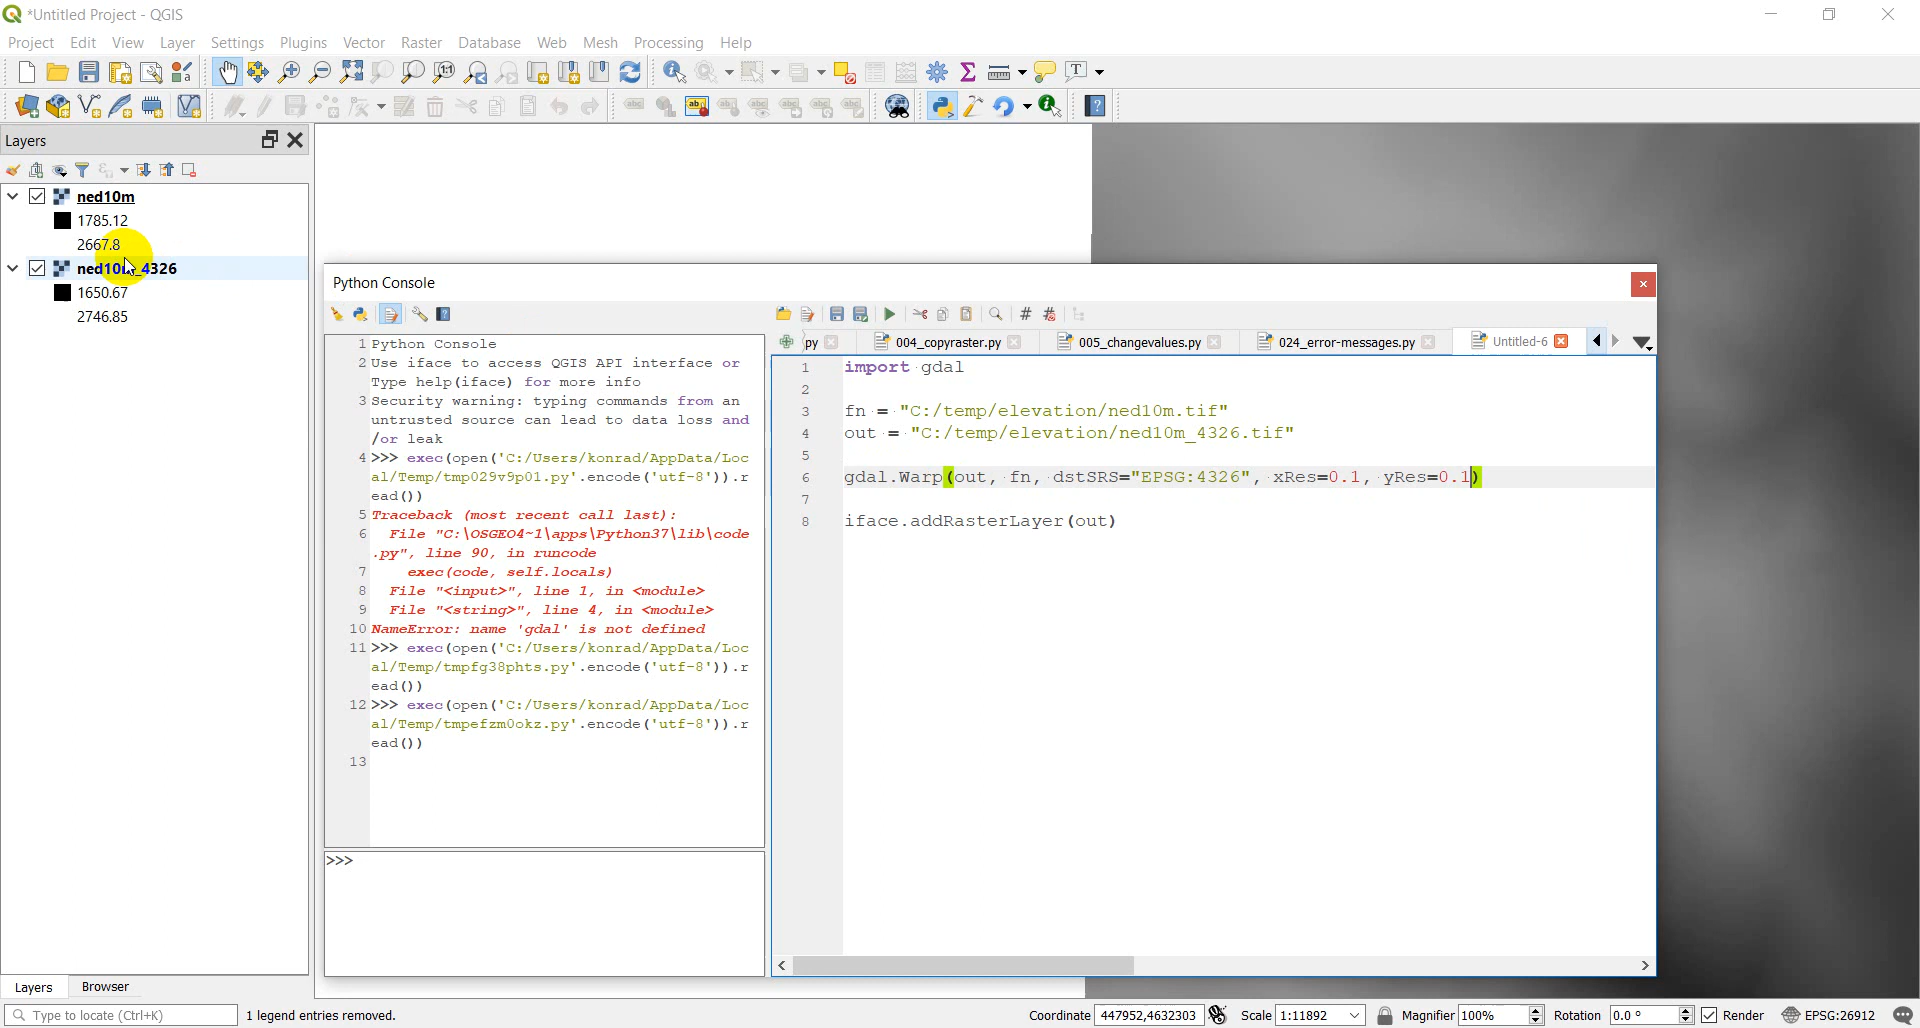 *Untitled Project - QGIS
Project Edit View Layer Settings Plugins Vector Raster Database Web Mesh Processing Help
Layers
ned10m
1785.12
2667.8
ned10m_4326
1650.67
2746.85
Python Console
1 Python Console
2 Use iface to access QGIS API interface or
Type help(iface) for more info
3 Security warning: typing commands from an
untrusted source can lead to data loss and
/or leak
4 >>> exec(open('C:/Users/konrad/AppData/Loc
al/Temp/tmp029v9p01.py'.encode('utf-8')).r
ead())
5 Traceback (most recent call last):
6 File "C:\OSGEO4~1\apps\Python37\lib\code
.py", line 90, in runcode
7 exec(code, self.locals)
8 File "<input>", line 1, in <module>
9 File "<string>", line 4, in <module>
10 NameError: name 'gdal' is not defined
11 >>> exec(open('C:/Users/konrad/AppData/Loc
al/Temp/tmpfg38phts.py'.encode('utf-8')).r
ead())
12 >>> exec(open('C:/Users/konrad/AppData/Loc
al/Temp/tmpefzm0okz.py'.encode('utf-8')).r
ead())
13
>>>
py 004_copyraster.py 005_changevalues.py 024_error-messages.py Untitled-6
1 import gdal
2
3 fn = "C:/temp/elevation/ned10m.tif"
4 out = "C:/temp/elevation/ned10m_4326.tif"
5
6 gdal.Warp(out, fn, dstSRS="EPSG:4326", xRes=0.1, yRes=0.1)
7
8 iface.addRasterLayer(out)
Layers Browser
Type to locate (Ctrl+K) 1 legend entries removed. Coordinate 447952,4632303 Scale 1:11892 Magnifier 100% Rotation 0.0 ° Render EPSG:26912